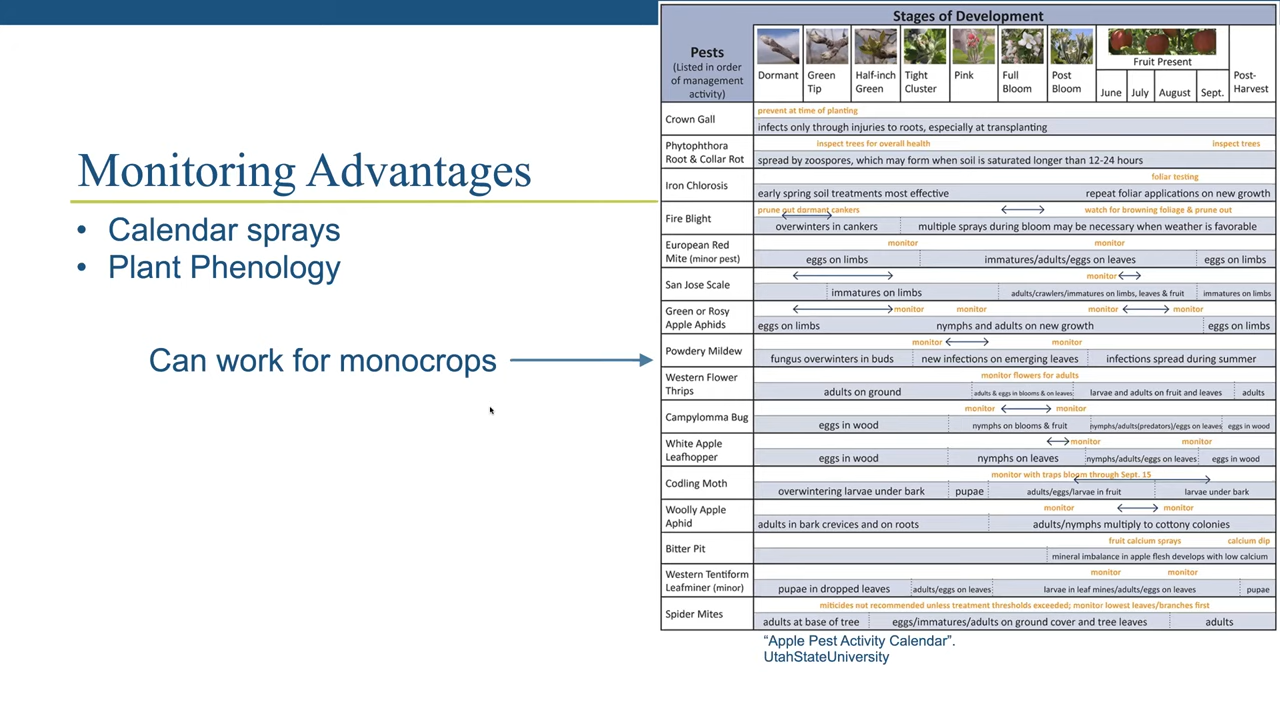 Monitoring Advantages
• Calendar sprays
• Plant Phenology
Can work for monocrops
Stages of Development
Pests
(Listed in order
of management
activity)
Dormant
Green
Tip
Half-inch
Green
Tight
Cluster
Pink
Full
Bloom
Post
Bloom
Fruit Present
June
July
August
Sept.
Post-
Harvest
Crown Gall
prevent at time of planting
infects only through injuries to roots, especially at transplanting
Phytophthora
Root & Collar Rot
inspect trees for overall health
inspect trees
spread by zoospores, which may form when soil is saturated longer than 12-24 hours
Iron Chlorosis
foliar testing
early spring soil treatments most effective
repeat foliar applications on new growth
Fire Blight
prune out dormant cankers
watch for browning foliage & prune out
overwinters in cankers
multiple sprays during bloom may be necessary when weather is favorable
European Red
Mite (minor pest)
monitor
monitor
eggs on limbs
immatures/adults/eggs on leaves
eggs on limbs
San Jose Scale
monitor
immatures on limbs
adults/crawlers/immatures on limbs, leaves & fruit
immatures on limbs
Green or Rosy
Apple Aphids
monitor
monitor
monitor
monitor
eggs on limbs
nymphs and adults on new growth
eggs on limbs
Powdery Mildew
monitor
monitor
fungus overwinters in buds
new infections on emerging leaves
infections spread during summer
Western Flower
Thrips
monitor flowers for adults
adults on ground
adults & eggs in blooms & on leaves
larvae and adults on fruit and leaves
adults
Campylomma Bug
monitor
monitor
eggs in wood
nymphs on blooms & fruit
nymphs/adults(predators)/eggs on leaves
eggs in wood
White Apple
Leafhopper
monitor
monitor
eggs in wood
nymphs on leaves
nymphs/adults/eggs on leaves
eggs in wood
Codling Moth
monitor with traps bloom through Sept. 15
overwintering larvae under bark
pupae
adults/eggs/larvae in fruit
larvae under bark
Woolly Apple
Aphid
monitor
monitor
adults in bark crevices and on roots
adults/nymphs multiply to cottony colonies
Bitter Pit
fruit calcium sprays
calcium dip
mineral imbalance in apple flesh develops with low calcium
Western Tentiform
Leafminer (minor)
monitor
monitor
pupae in dropped leaves
adults/eggs on leaves
larvae in leaf mines/adults/eggs on leaves
pupae
Spider Mites
miticides not recommended unless treatment thresholds exceeded; monitor lowest leaves/branches first
adults at base of tree
eggs/immatures/adults on ground cover and tree leaves
adults
“Apple Pest Activity Calendar”.
UtahStateUniversity